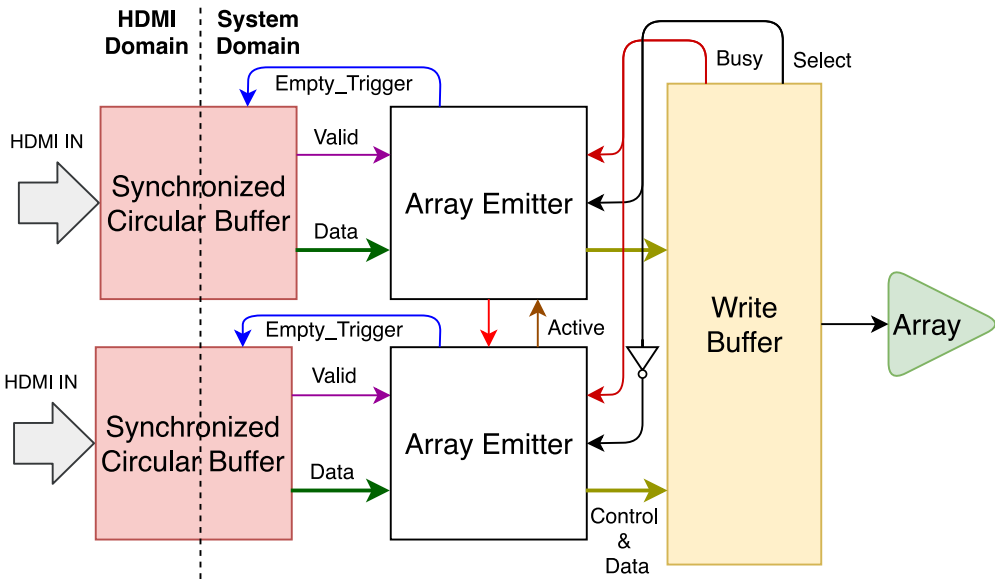 HDMI
Domain
System
Domain
Busy
Select
Empty_Trigger
HDMI IN
Valid
Synchronized
Circular Buffer
Array Emitter
Data
Write
Buffer
Array
Empty_Trigger
Active
HDMI IN
Valid
Synchronized
Circular Buffer
Array Emitter
Data
Control
&
Data